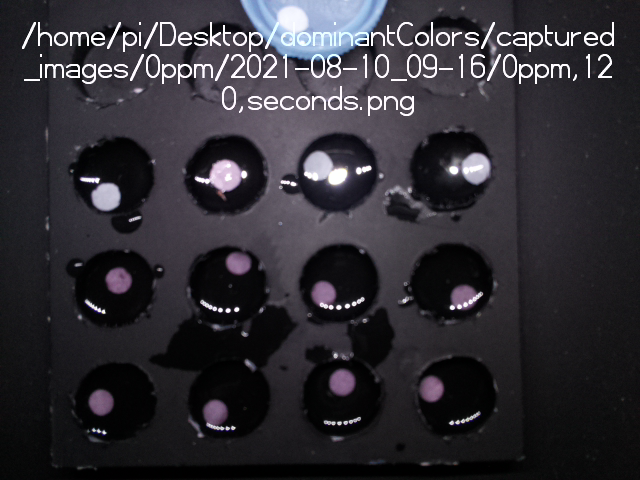 /home/pi/Desktop/dominantColors/captured
_images/0ppm/2021-08-10_09-16/0ppm,12
0,seconds.png